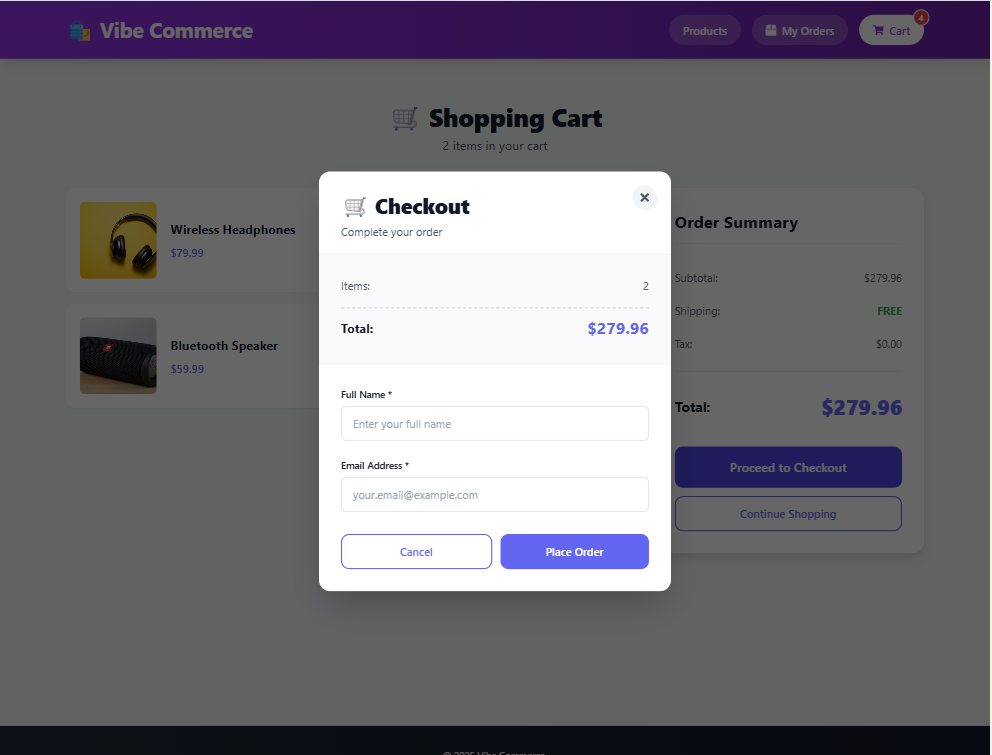 Vibe Commerce
Products
My Orders
Cart
4
Shopping Cart
2 items in your cart
Wireless Headphones
$79.99
Bluetooth Speaker
$59.99
Checkout
Complete your order
Items: 2
Total: $279.96
Full Name *
Enter your full name
Email Address *
your.email@example.com
Cancel
Place Order
Order Summary
Subtotal: $279.96
Shipping: FREE
Tax: $0.00
Total: $279.96
Proceed to Checkout
Continue Shopping
© 2025 Vibe Commerce